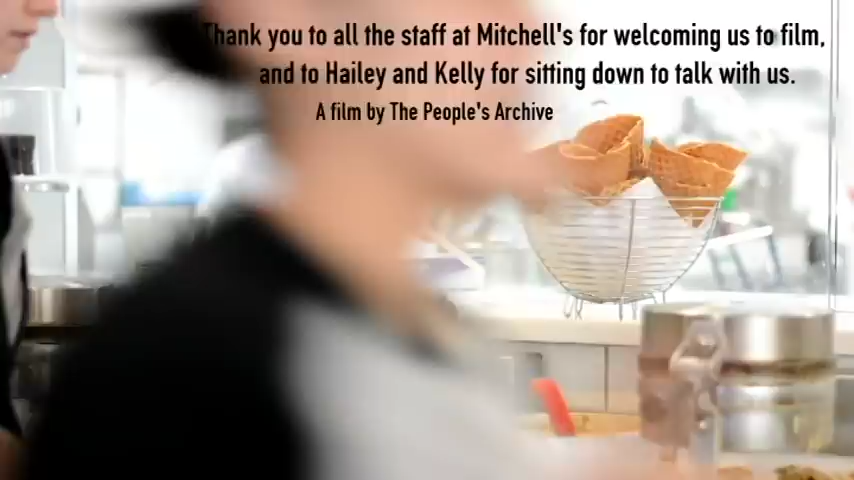 Thank you to all the staff at Mitchell's for welcoming us to film,
and to Hailey and Kelly for sitting down to talk with us.
A film by The People's Archive